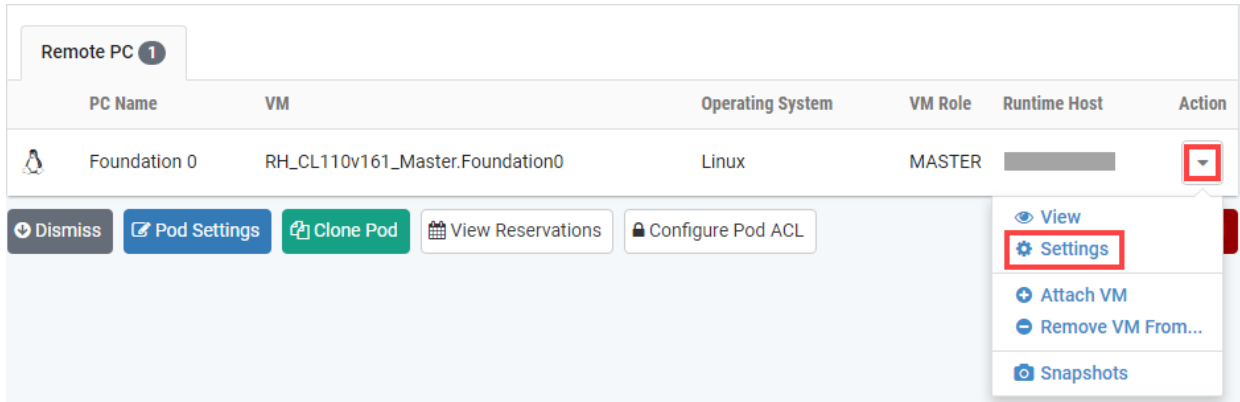 Remote PC 1
PC Name VM Operating System VM Role Runtime Host Action
Foundation 0 RH_CL110v161_Master.Foundation0 Linux MASTER
Dismiss Pod Settings Clone Pod View Reservations Configure Pod ACL
View
Settings
Attach VM
Remove VM From...
Snapshots